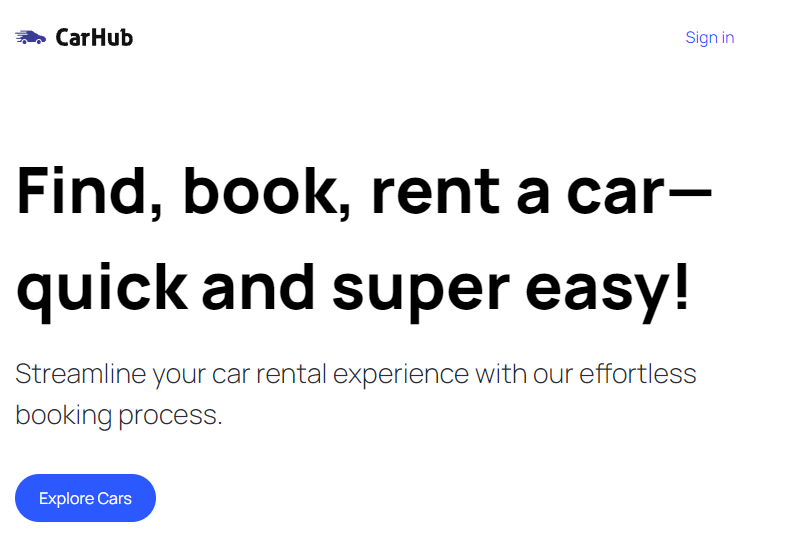 CarHub
Sign in
Find, book, rent a car—
quick and super easy!
Streamline your car rental experience with our effortless
booking process.
Explore Cars